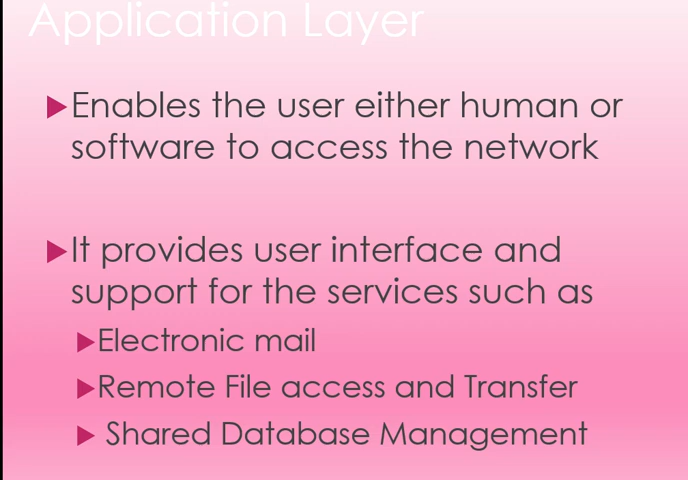 Application Layer
Enables the user either human or
software to access the network
It provides user interface and
support for the services such as
Electronic mail
Remote File access and Transfer
Shared Database Management